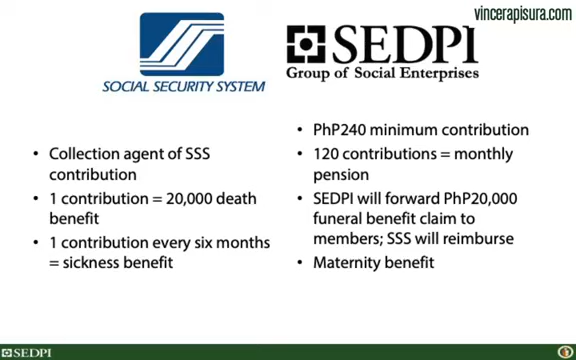 vincerapisura.com
SOCIAL SECURITY SYSTEM
SEDPI
Group of Social Enterprises
• Collection agent of SSS
contribution
• 1 contribution = 20,000 death
benefit
• 1 contribution every six months
= sickness benefit
• PhP240 minimum contribution
• 120 contributions = monthly
pension
• SEDPI will forward PhP20,000
funeral benefit claim to
members; SSS will reimburse
• Maternity benefit
SEDPI